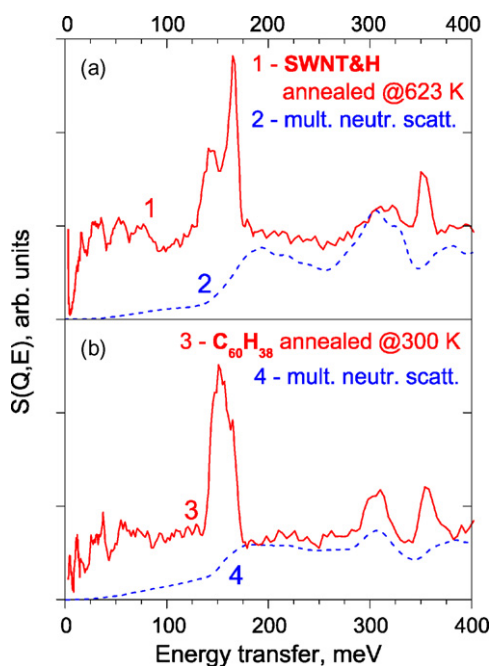 0 100 200 300 400
(a)
1 - SWNT&H
annealed @623 K
2 - mult. neutr. scatt.
1
2
S(Q,E), arb. units
(b)
3 - C₆₀H₃₈ annealed @300 K
4 - mult. neutr. scatt.
3
4
0 100 200 300 400
Energy transfer, meV